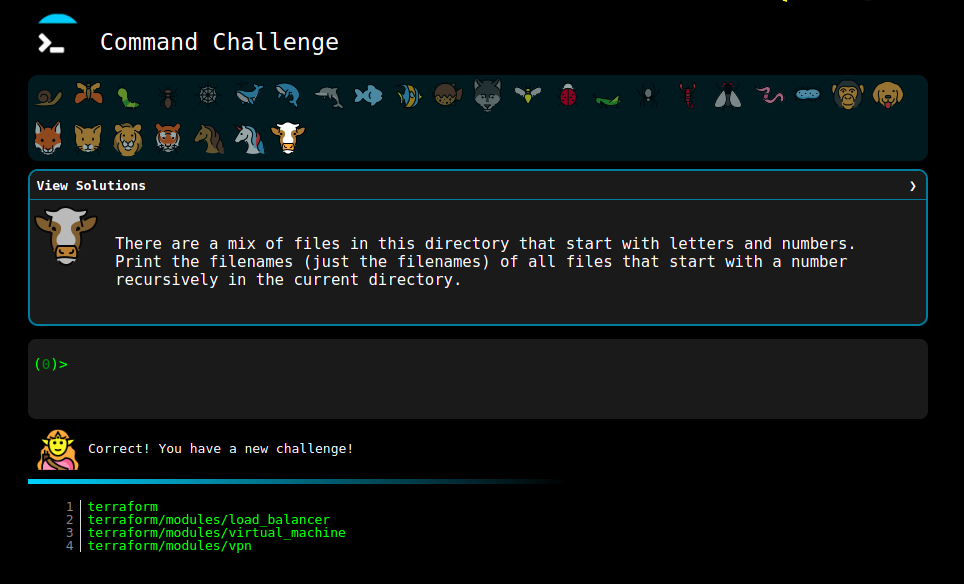 Command Challenge
View Solutions ❯
There are a mix of files in this directory that start with letters and numbers.
Print the filenames (just the filenames) of all files that start with a number
recursively in the current directory.
(0)>
Correct! You have a new challenge!
1 terraform
2 terraform/modules/load_balancer
3 terraform/modules/virtual_machine
4 terraform/modules/vpn